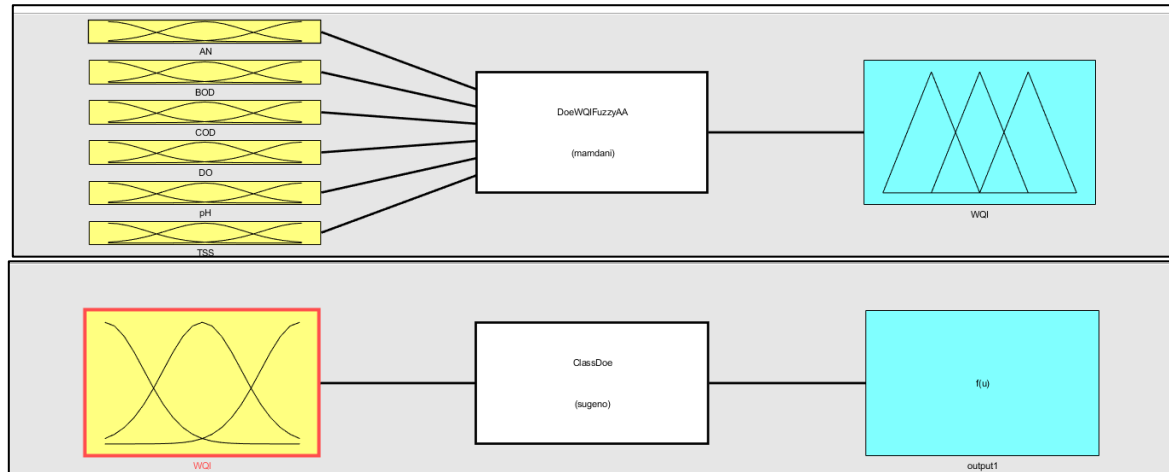 AN
BOD
COD
DO
pH
TSS
DoeWQIFuzzyAA
(mamdani)
WQI
WQI
ClassDoe
(sugeno)
f(u)
output1